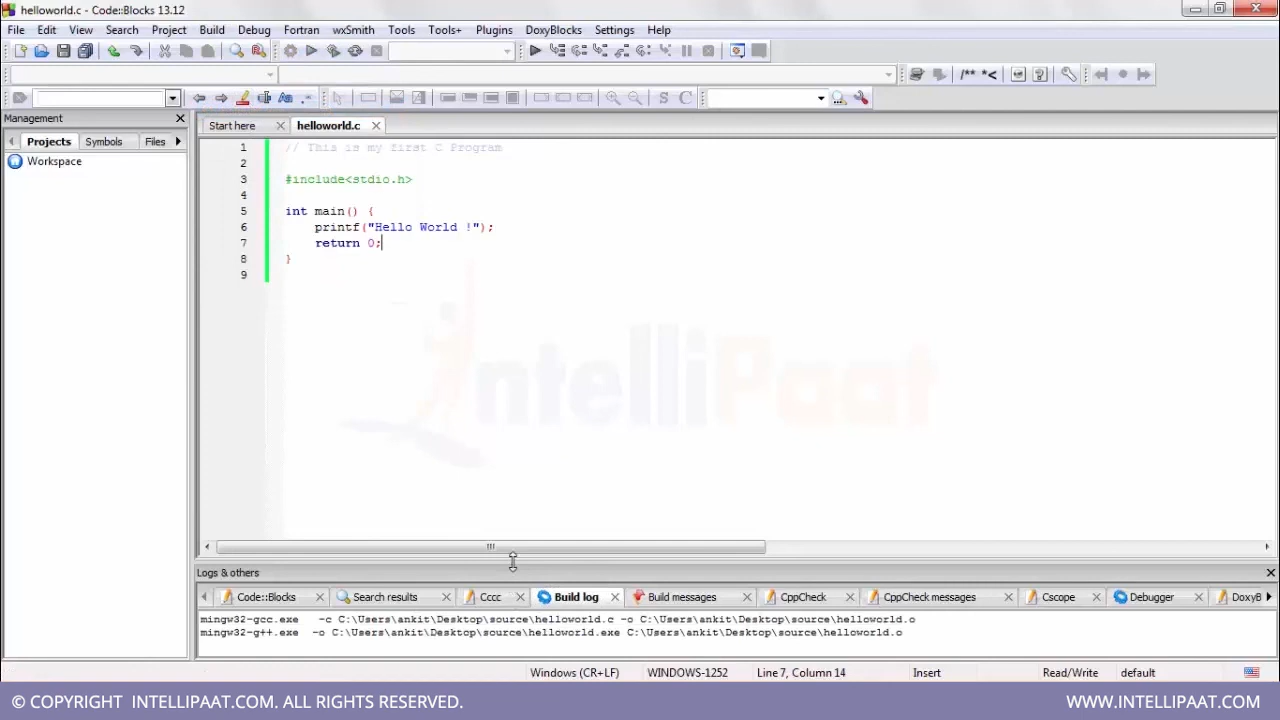 helloworld.c - Code::Blocks 13.12
File Edit View Search Project Build Debug Fortran wxSmith Tools Tools+ Plugins DoxyBlocks Settings Help
/** *<
S C
Management
Start here helloworld.c
Projects Symbols Files
Workspace
1 // This is my first C Program
2
3 #include<stdio.h>
4
5 int main() {
6 printf("Hello World !");
7 return 0;
8 }
9
intelliPaat
Logs & others
Code::Blocks Search results Cccc Build log Build messages CppCheck CppCheck messages Cscope Debugger DoxyB
mingw32-gcc.exe -c C:\Users\ankit\Desktop\source\helloworld.c -o C:\Users\ankit\Desktop\source\helloworld.o
mingw32-g++.exe -o C:\Users\ankit\Desktop\source\helloworld.exe C:\Users\ankit\Desktop\source\helloworld.o
Windows (CR+LF) WINDOWS-1252 Line 7, Column 14 Insert Read/Write default
© COPYRIGHT INTELLIPAAT.COM. ALL RIGHTS RESERVED. WWW.INTELLIPAAT.COM